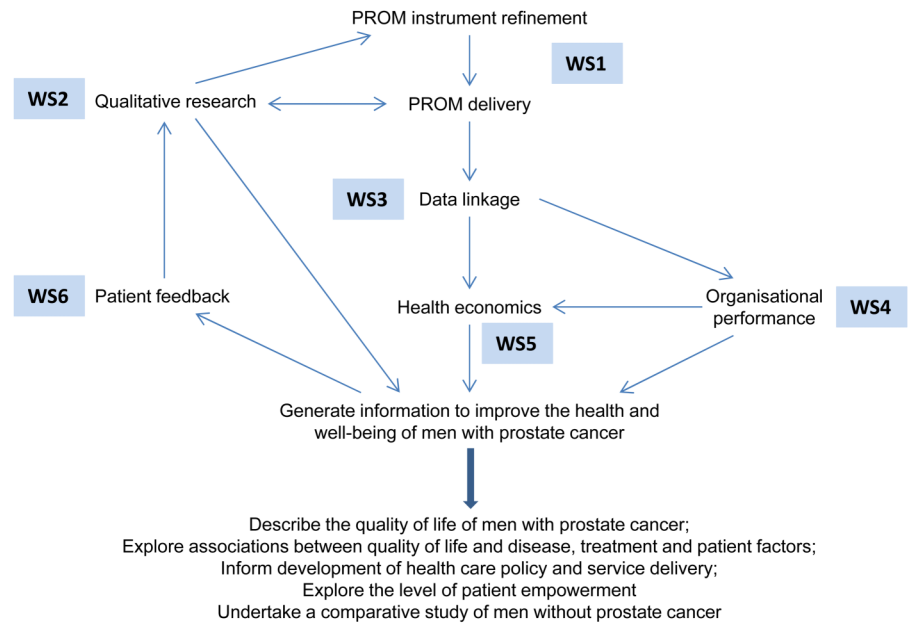 PROM instrument refinement
WS1
WS2
Qualitative research
PROM delivery
WS3
Data linkage
WS6
Patient feedback
Health economics
Organisational
performance
WS4
WS5
Generate information to improve the health and
well-being of men with prostate cancer
Describe the quality of life of men with prostate cancer;
Explore associations between quality of life and disease, treatment and patient factors;
Inform development of health care policy and service delivery;
Explore the level of patient empowerment
Undertake a comparative study of men without prostate cancer